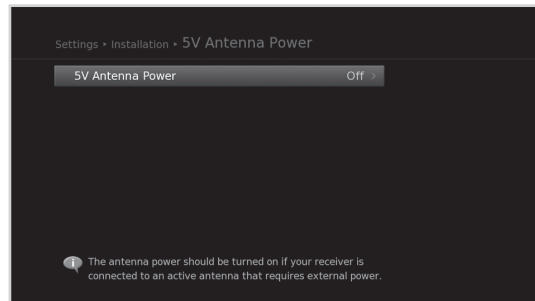 Settings ‣ Installation ‣ 5V Antenna Power
5V Antenna Power Off >
The antenna power should be turned on if your receiver is
connected to an active antenna that requires external power.